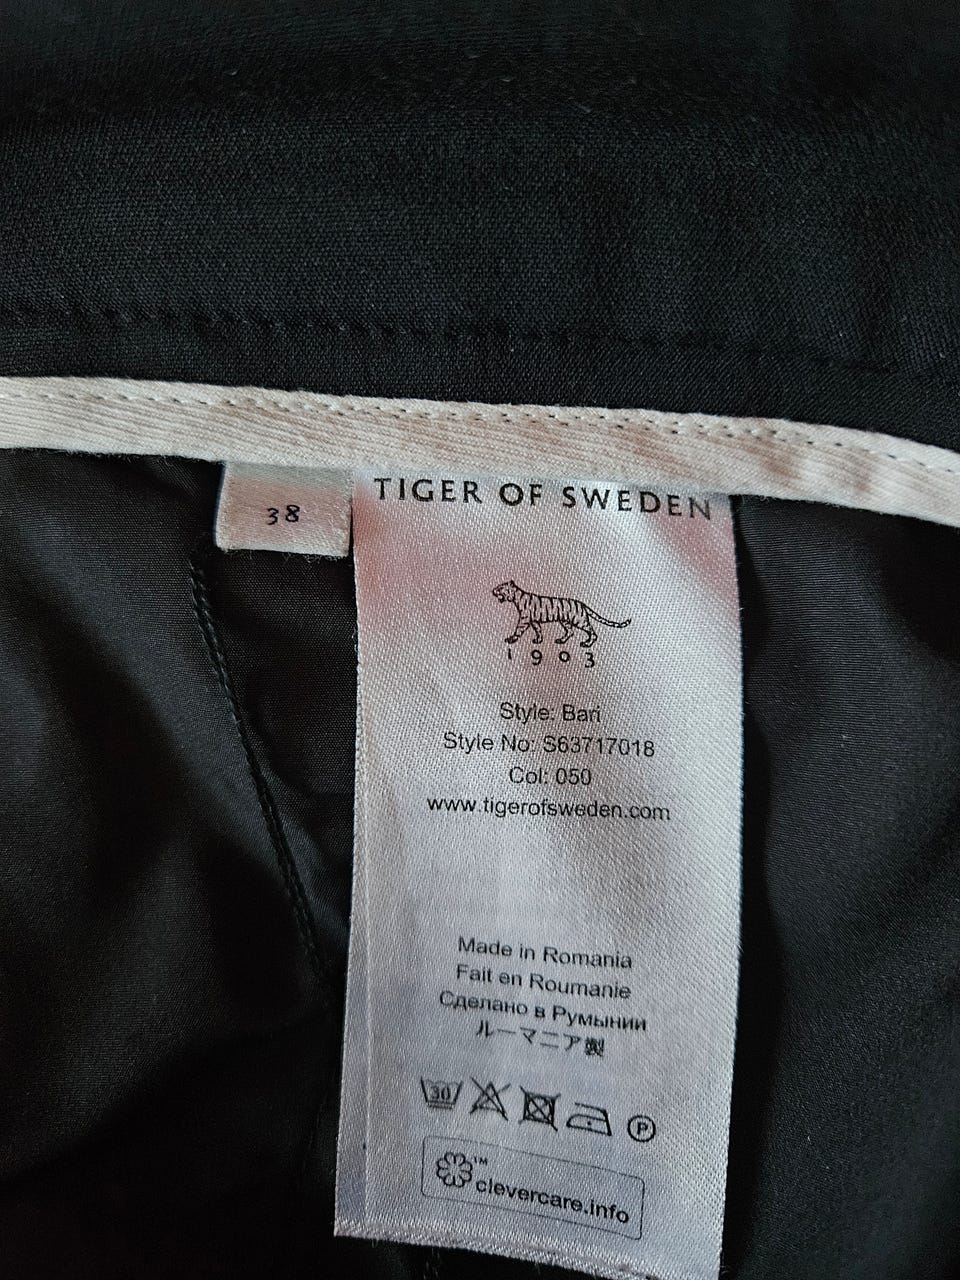 38
TIGER OF SWEDEN
1903
Style: Bari
Style No: S63717018
Col: 050
www.tigerofsweden.com
Made in Romania
Fait en Roumanie
Сделано в Румынии
ルーマニア製
30 P
™ clevercare.info